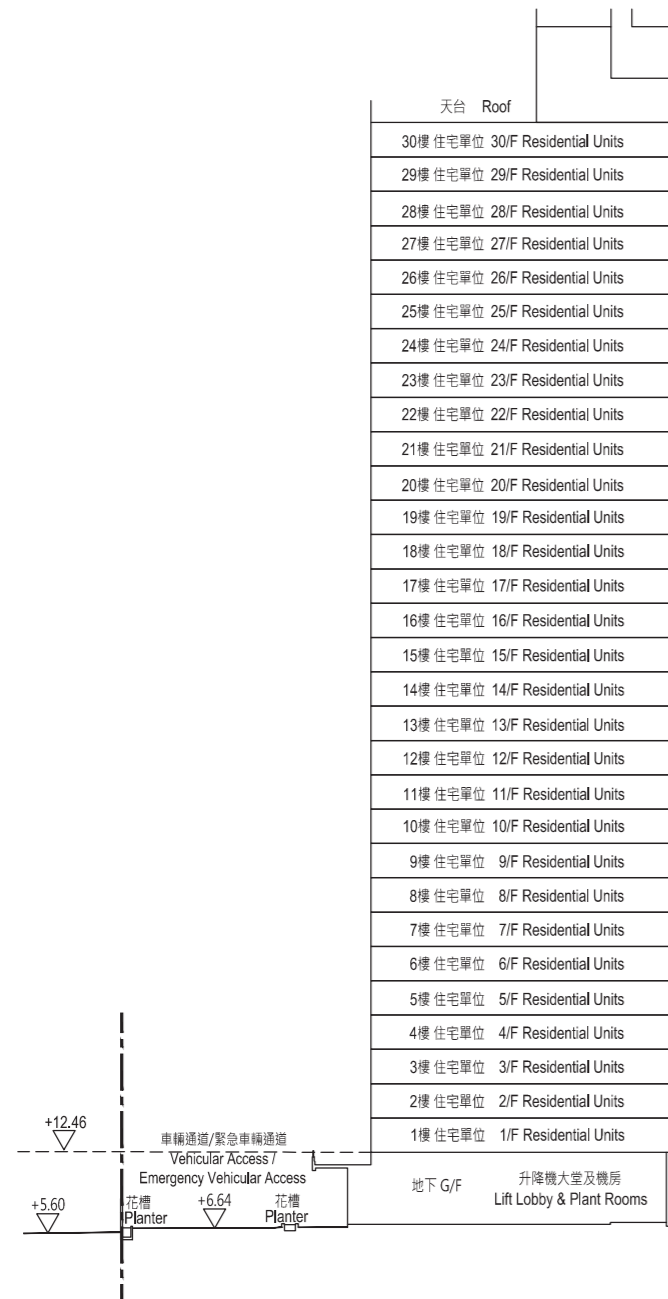 天台 Roof
30樓 住宅單位 30/F Residential Units
29樓 住宅單位 29/F Residential Units
28樓 住宅單位 28/F Residential Units
27樓 住宅單位 27/F Residential Units
26樓 住宅單位 26/F Residential Units
25樓 住宅單位 25/F Residential Units
24樓 住宅單位 24/F Residential Units
23樓 住宅單位 23/F Residential Units
22樓 住宅單位 22/F Residential Units
21樓 住宅單位 21/F Residential Units
20樓 住宅單位 20/F Residential Units
19樓 住宅單位 19/F Residential Units
18樓 住宅單位 18/F Residential Units
17樓 住宅單位 17/F Residential Units
16樓 住宅單位 16/F Residential Units
15樓 住宅單位 15/F Residential Units
14樓 住宅單位 14/F Residential Units
13樓 住宅單位 13/F Residential Units
12樓 住宅單位 12/F Residential Units
11樓 住宅單位 11/F Residential Units
10樓 住宅單位 10/F Residential Units
9樓 住宅單位 9/F Residential Units
8樓 住宅單位 8/F Residential Units
7樓 住宅單位 7/F Residential Units
6樓 住宅單位 6/F Residential Units
5樓 住宅單位 5/F Residential Units
4樓 住宅單位 4/F Residential Units
3樓 住宅單位 3/F Residential Units
2樓 住宅單位 2/F Residential Units
1樓 住宅單位 1/F Residential Units
+12.46
車輛通道/緊急車輛通道
Vehicular Access /
Emergency Vehicular Access
地下 G/F
升降機大堂及機房
Lift Lobby & Plant Rooms
+5.60
花槽
Planter
+6.64
花槽
Planter